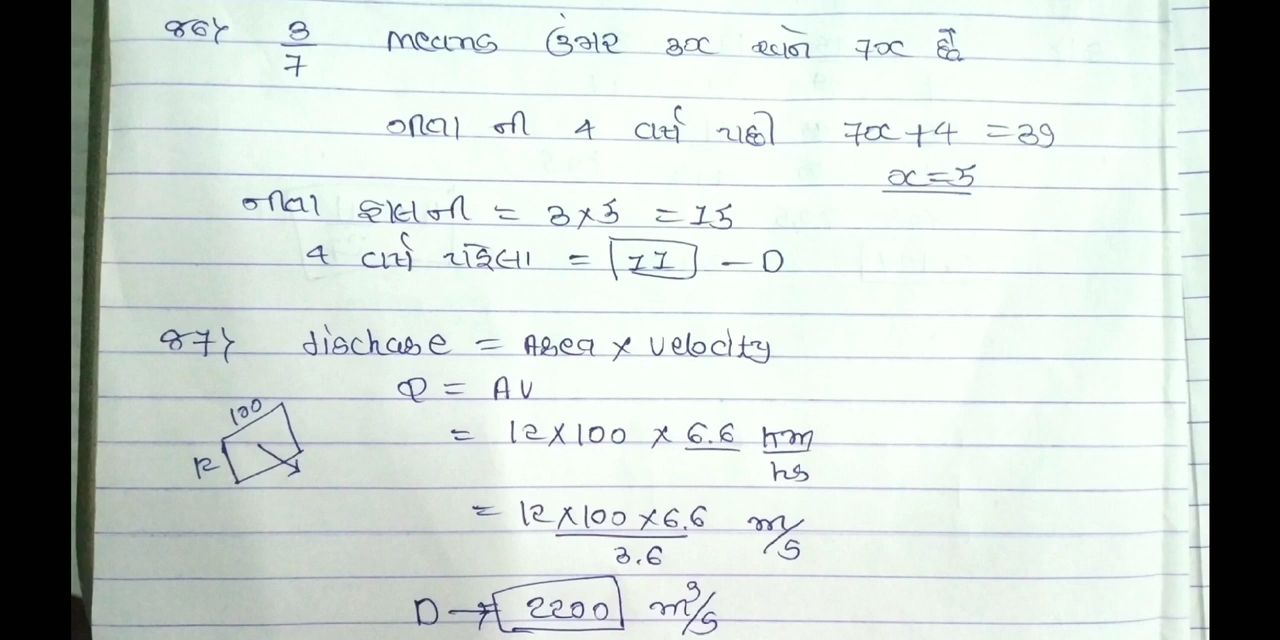 86> 3/7 means ઉંમર 3x અને 7x છે
નીતા ની 4 વર્ષ પછી 7x+4 =39
x=5
હાલની = 3×5 =15
4 વર્ષ પહેલા = 11 – D
87> dischare = Area × velocity
Q = AV
100
= 12×100 × 6.6 km/hr
12
= 12×100×6.6/3.6 m/s
D → 2200 m³/s